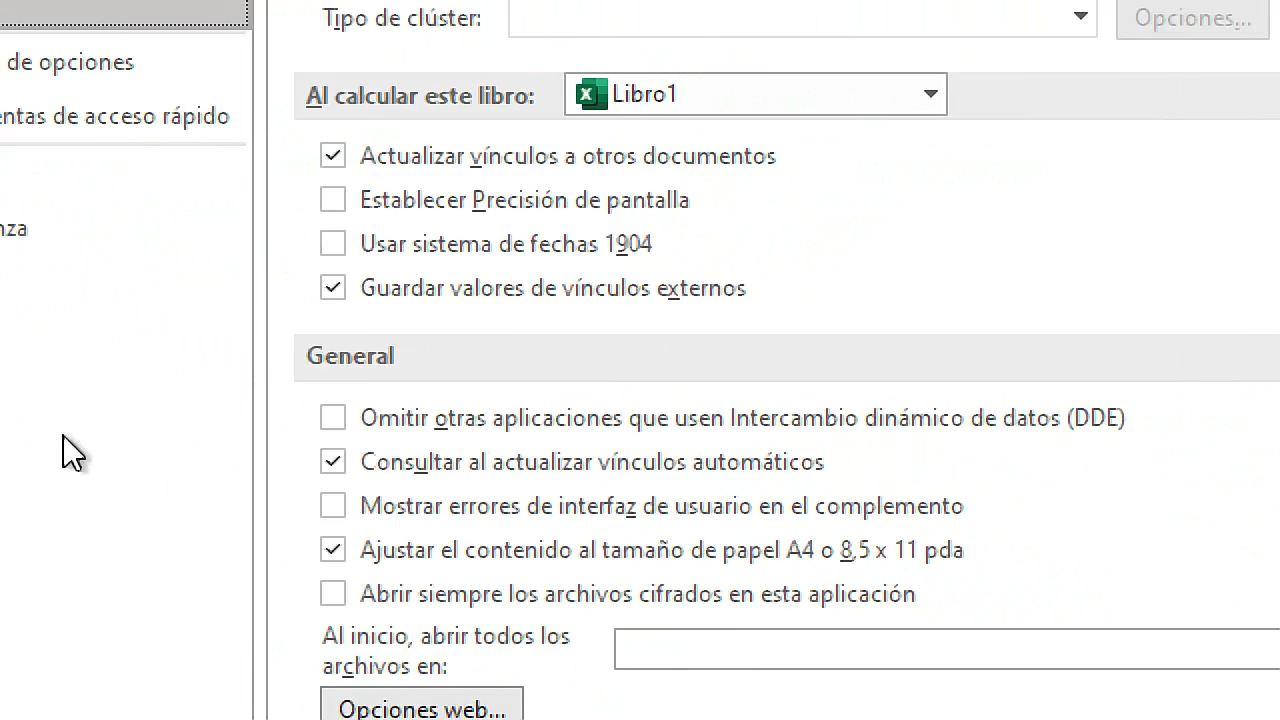 Tipo de clúster:
Opciones...
de opciones
Al calcular este libro: Libro1
entas de acceso rápido
Actualizar vínculos a otros documentos
Establecer Precisión de pantalla
nza
Usar sistema de fechas 1904
Guardar valores de vínculos externos
General
Omitir otras aplicaciones que usen Intercambio dinámico de datos (DDE)
Consultar al actualizar vínculos automáticos
Mostrar errores de interfaz de usuario en el complemento
Ajustar el contenido al tamaño de papel A4 o 8,5 x 11 pda
Abrir siempre los archivos cifrados en esta aplicación
Al inicio, abrir todos los
archivos en:
Opciones web...